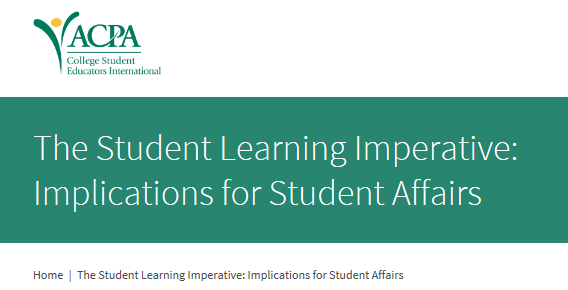 ACPA
College Student
Educators International
The Student Learning Imperative:
Implications for Student Affairs
Home | The Student Learning Imperative: Implications for Student Affairs